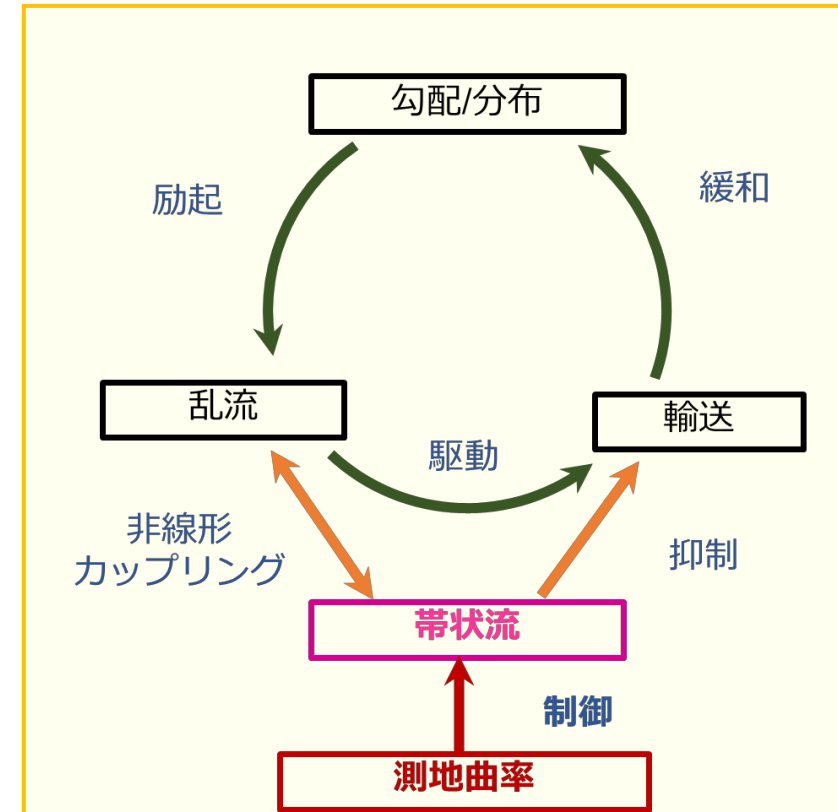 勾配/分布
励起
緩和
乱流
輸送
駆動
非線形
カップリング
抑制
帯状流
制御
測地曲率